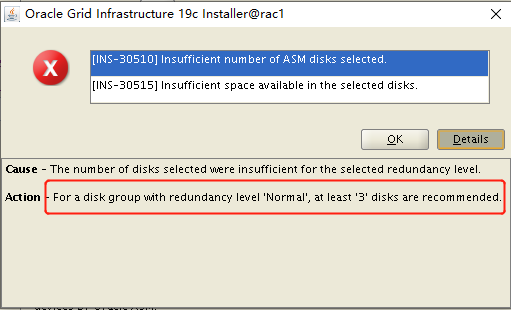 Oracle Grid Infrastructure 19c Installer@rac1
[INS-30510] Insufficient number of ASM disks selected.
[INS-30515] Insufficient space available in the selected disks.
OK
Details
Cause - The number of disks selected were insufficient for the selected redundancy level.
Action - For a disk group with redundancy level 'Normal', at least '3' disks are recommended.